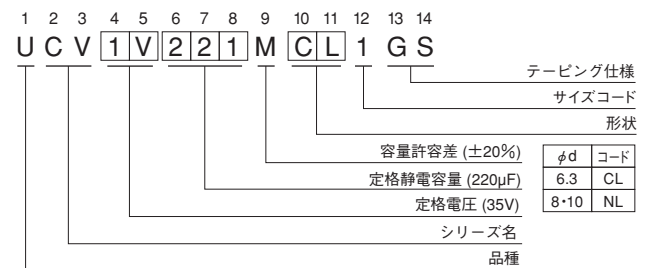 1 2 3 4 5 6 7 8 9 10 11 12 13 14
U C V 1 V 2 2 1 M C L 1 G S
テーピング仕様
サイズコード
形状
容量許容差 (±20%)
定格静電容量 (220µF)
定格電圧 (35V)
シリーズ名
品種
φd コード
6.3 CL
8・10 NL